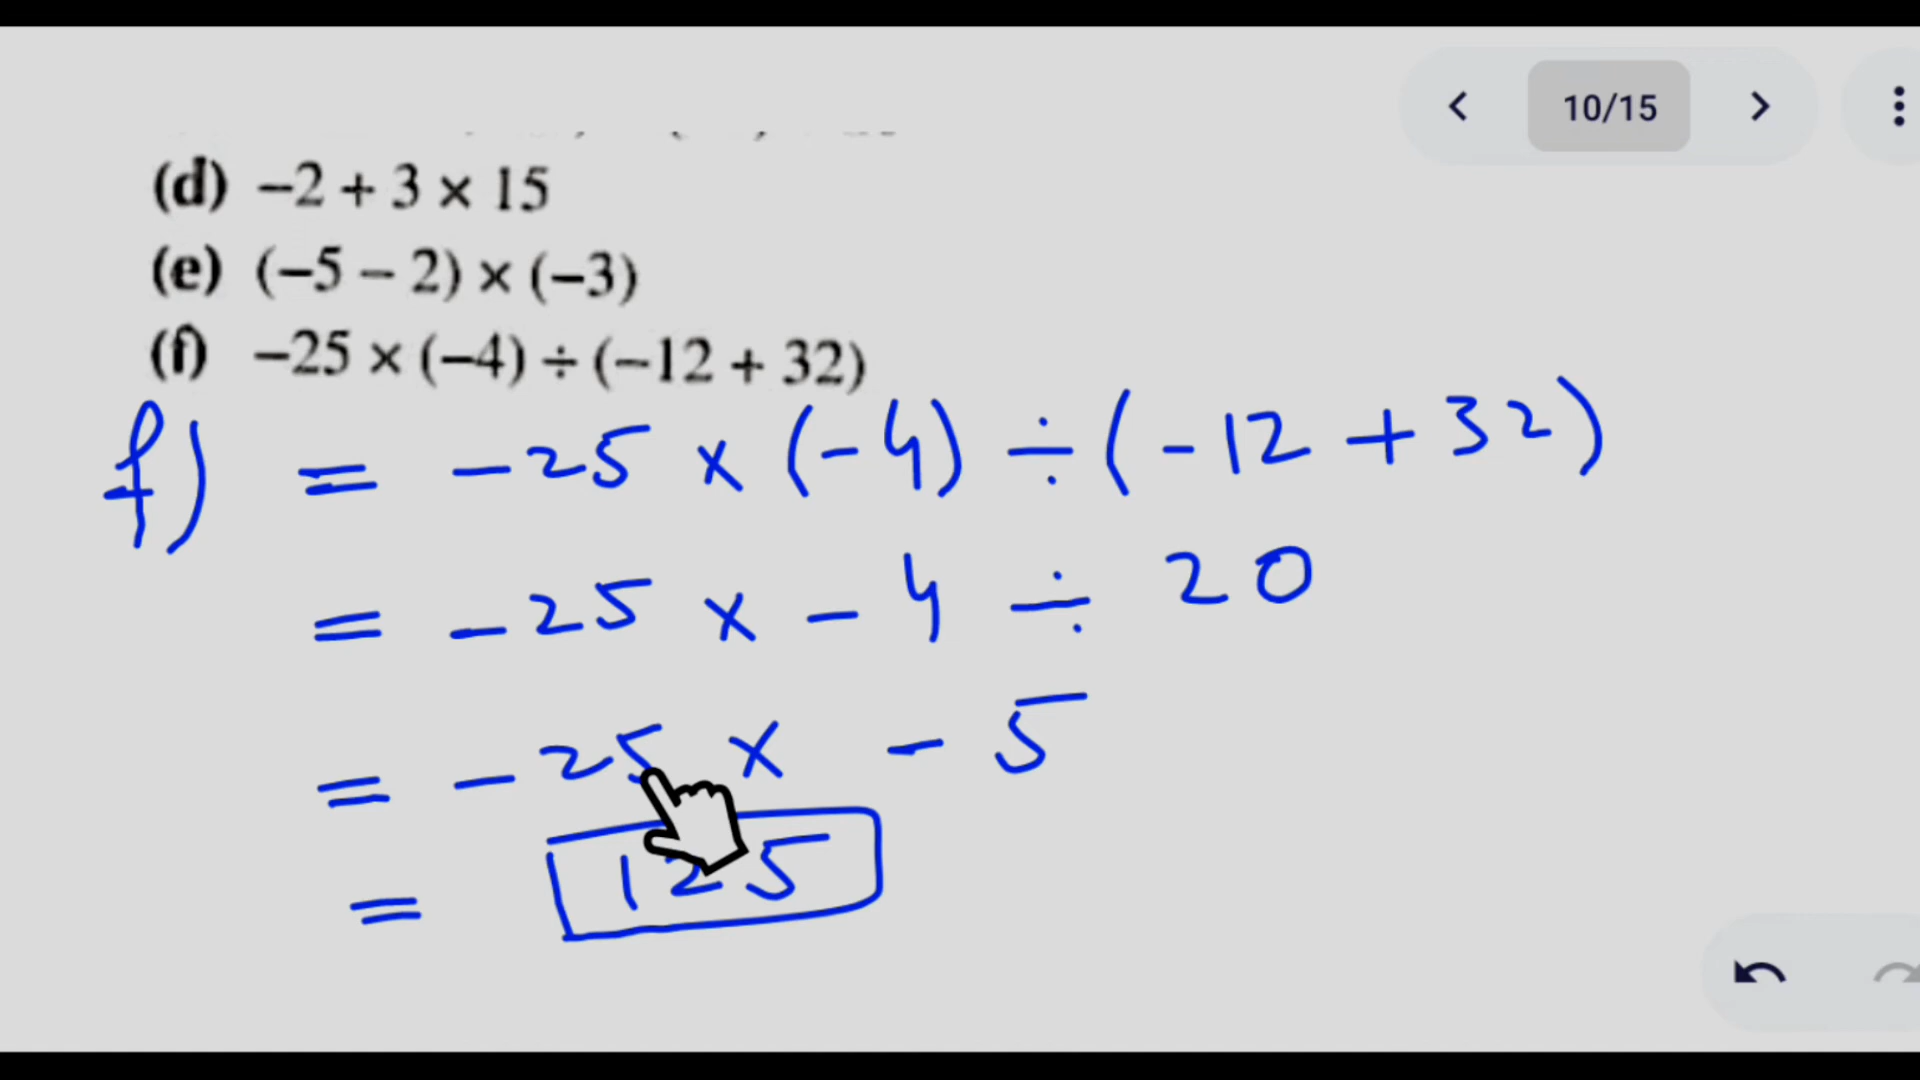 10/15
(d) −2 + 3 × 15
(e) (−5 − 2) × (−3)
(f) −25 × (−4) ÷ (−12 + 32)
f) = -25 x (-4) ÷ (-12 + 32)
= -25 x -4 ÷ 20
= -25 x -5
= 125